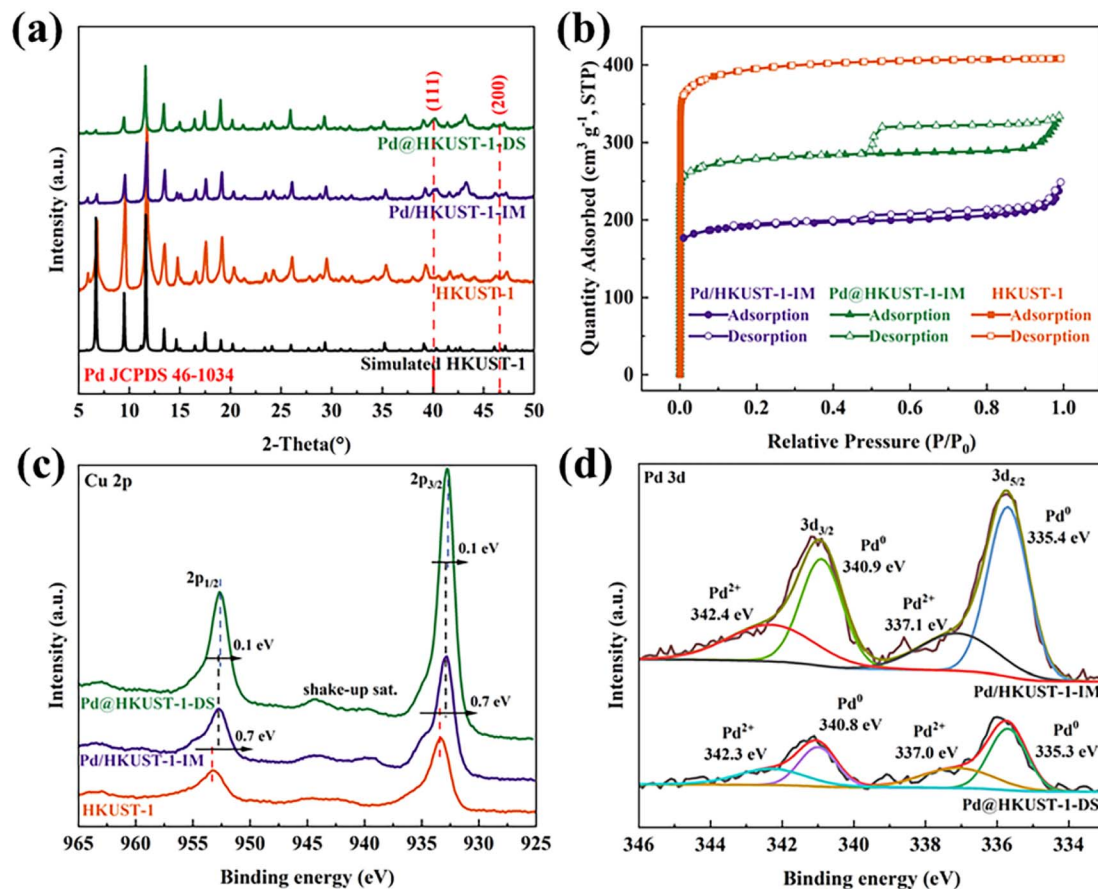 (a)
Intensity (a.u.)
(111)
(200)
Pd@HKUST-1-DS
Pd/HKUST-1-IM
HKUST-1
Simulated HKUST-1
Pd JCPDS 46-1034
5 10 15 20 25 30 35 40 45 50
2-Theta(°)
(b)
Quantity Adsorbed (cm³ g⁻¹, STP)
400
300
200
100
0
Pd/HKUST-1-IM Pd@HKUST-1-IM HKUST-1
Adsorption Adsorption Adsorption
Desorption Desorption Desorption
0.0 0.2 0.4 0.6 0.8 1.0
Relative Pressure (P/P₀)
(c)
Cu 2p
2p₃/₂
0.1 eV
2p₁/₂
0.1 eV
shake-up sat.
Pd@HKUST-1-DS
0.7 eV
0.7 eV
Pd/HKUST-1-IM
HKUST-1
Intensity (a.u.)
965 960 955 950 945 940 935 930 925
Binding energy (eV)
(d)
Pd 3d
3d₅/₂
Pd⁰
335.4 eV
3d₃/₂
Pd⁰
340.9 eV
Pd²⁺
342.4 eV
Pd²⁺
337.1 eV
Pd/HKUST-1-IM
Pd⁰
340.8 eV
Pd²⁺
342.3 eV
Pd²⁺
337.0 eV
Pd⁰
335.3 eV
Pd@HKUST-1-DS
Intensity (a.u.)
346 344 342 340 338 336 334
Binding energy (eV)